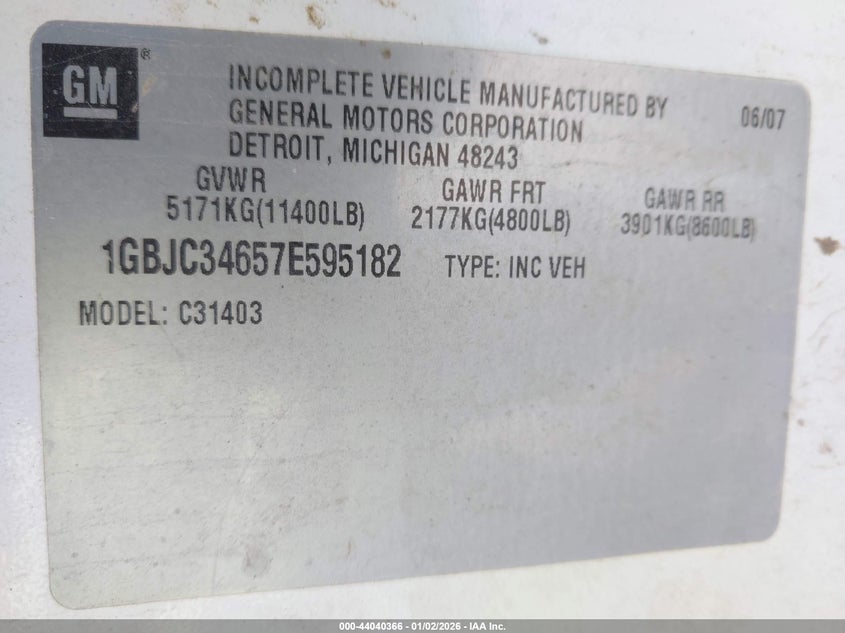 GM ®
INCOMPLETE VEHICLE MANUFACTURED BY
GENERAL MOTORS CORPORATION
DETROIT, MICHIGAN 48243
06/07
GVWR
5171KG(11400LB)
GAWR FRT
2177KG(4800LB)
GAWR RR
3901KG(8600LB)
1GBJC34657E595182
TYPE: INC VEH
MODEL: C31403
000-44040366 - 01/02/2026 - IAA Inc.